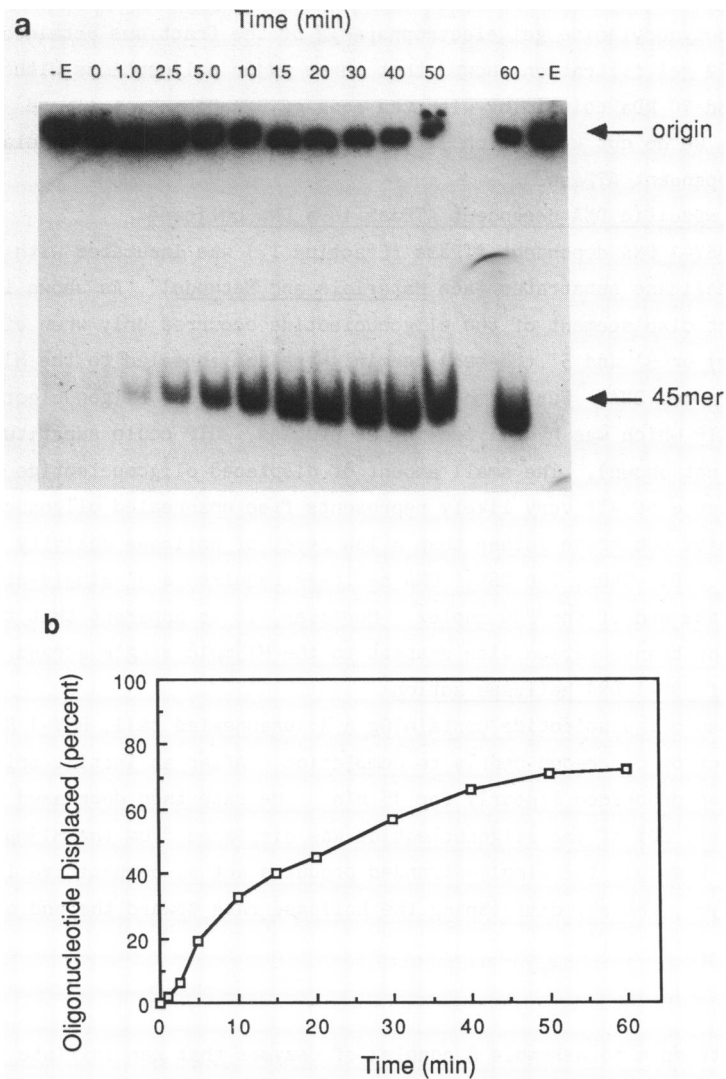 a
Time (min)
-E 0 1.0 2.5 5.0 10 15 20 30 40 50 60 -E
origin
45mer
b
Oligonucleotide Displaced (percent)
100
80
60
40
20
0
0 10 20 30 40 50 60
Time (min)